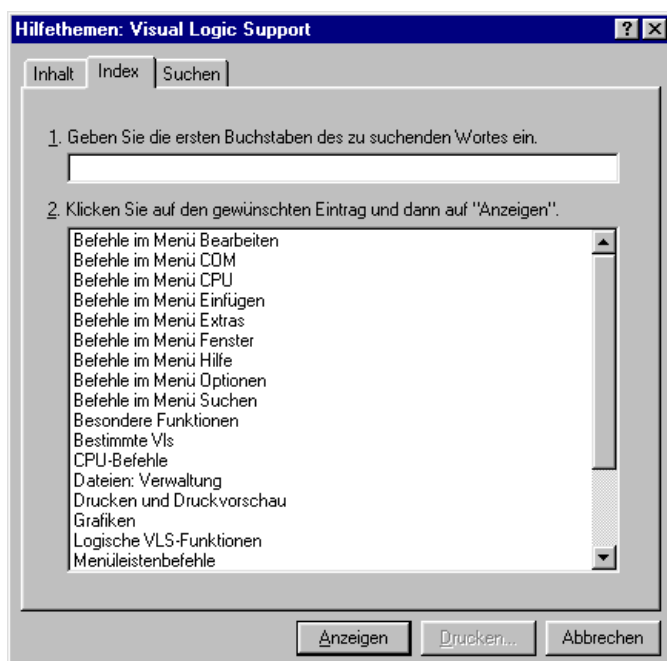 Hilfethemen: Visual Logic Support
Inhalt Index Suchen
1. Geben Sie die ersten Buchstaben des zu suchenden Wortes ein.
2. Klicken Sie auf den gewünschten Eintrag und dann auf "Anzeigen".
Befehle im Menü Bearbeiten
Befehle im Menü COM
Befehle im Menü CPU
Befehle im Menü Einfügen
Befehle im Menü Extras
Befehle im Menü Fenster
Befehle im Menü Hilfe
Befehle im Menü Optionen
Befehle im Menü Suchen
Besondere Funktionen
Bestimmte VIs
CPU-Befehle
Dateien: Verwaltung
Drucken und Druckvorschau
Grafiken
Logische VLS-Funktionen
Menüleistenbefehle
Anzeigen Drucken... Abbrechen